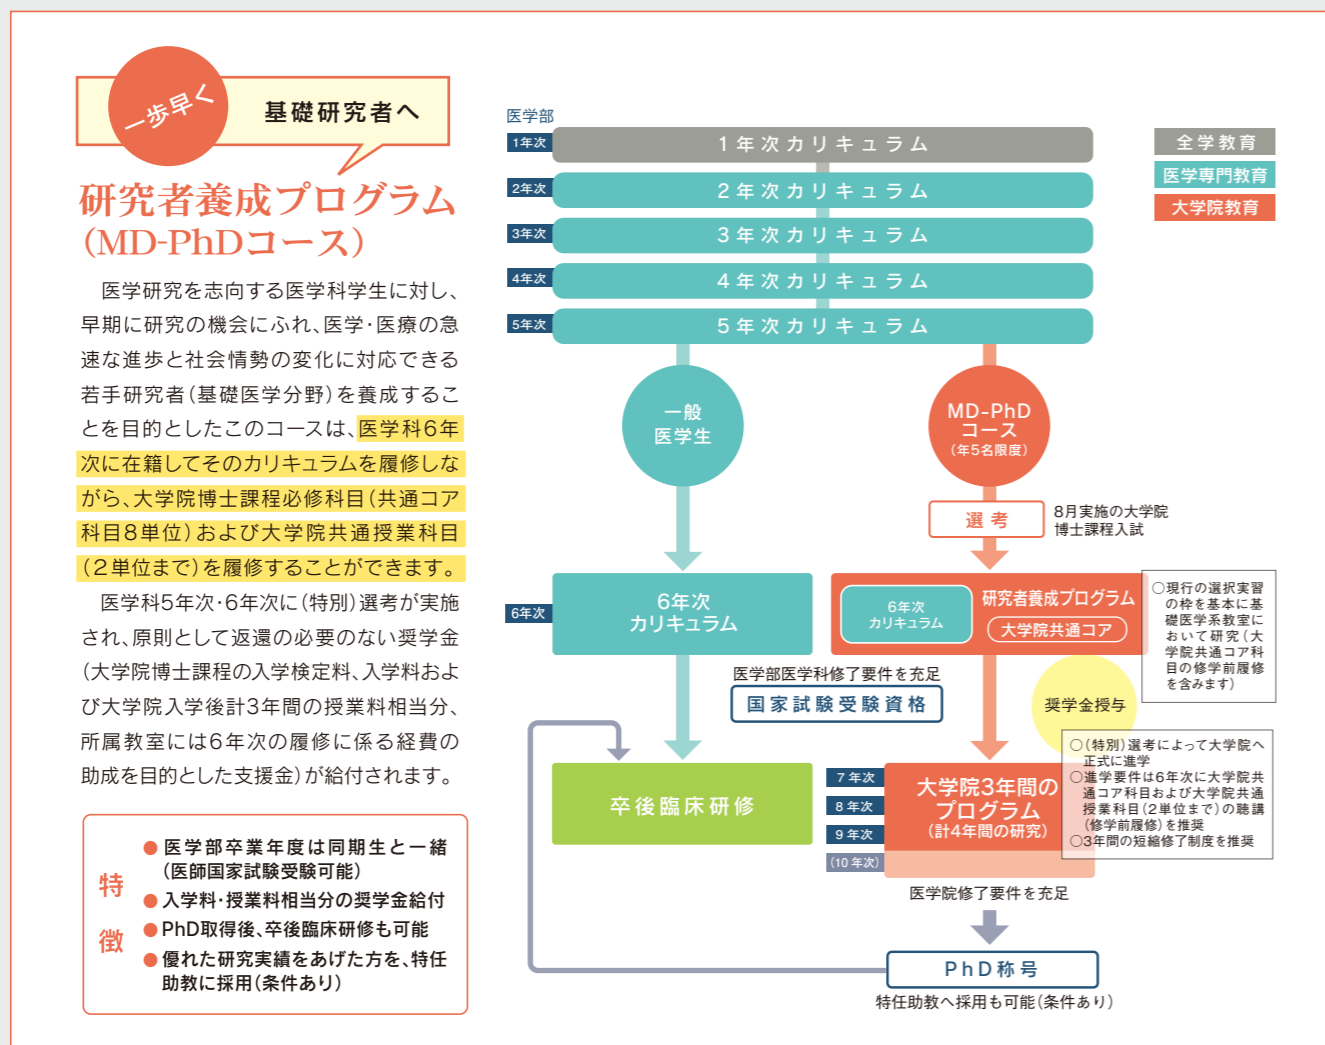 一歩早く
基礎研究者へ
研究者養成プログラム
（MD-PhDコース）
医学研究を志向する医学科学生に対し、
早期に研究の機会にふれ、医学・医療の急
速な進歩と社会情勢の変化に対応できる
若手研究者（基礎医学分野）を養成するこ
とを目的としたこのコースは、医学科6年
次に在籍してそのカリキュラムを履修しな
がら、大学院博士課程必修科目（共通コア
科目8単位）および大学院共通授業科目
（2単位まで）を履修することができます。
医学科5年次・6年次に（特別）選考が実施
され、原則として返還の必要のない奨学金
（大学院博士課程の入学検定料、入学料およ
び大学院入学後計3年間の授業料相当分、
所属教室には6年次の履修に係る経費の
助成を目的とした支援金）が給付されます。
特徴
●医学部卒業年度は同期生と一緒
（医師国家試験受験可能）
●入学料・授業料相当分の奨学金給付
●PhD取得後、卒後臨床研修も可能
●優れた研究実績をあげた方を、特任
助教に採用（条件あり）
医学部
1年次
1年次カリキュラム
2年次
2年次カリキュラム
3年次
3年次カリキュラム
4年次
4年次カリキュラム
5年次
5年次カリキュラム
全学教育
医学専門教育
大学院教育
一般
医学生
MD-PhD
コース
（年5名限度）
選考
8月実施の大学院
博士課程入試
6年次
6年次
カリキュラム
6年次
カリキュラム
研究者養成プログラム
大学院共通コア
○現行の選択実習
の枠を基本に基
礎医学系教室に
おいて研究（大
学院共通コア科
目の修学前履修
を含みます）
医学部医学科修了要件を充足
国家試験受験資格
奨学金授与
○（特別）選考によって大学院へ
正式に進学
○進学要件は6年次に大学院共
通コア科目および大学院共通
授業科目（2単位まで）の聴講
（修学前履修）を推奨
○3年間の短縮修了制度を推奨
卒後臨床研修
7年次
8年次
9年次
（10年次）
大学院3年間の
プログラム
（計4年間の研究）
医学院修了要件を充足
PhD称号
特任助教へ採用も可能（条件あり）